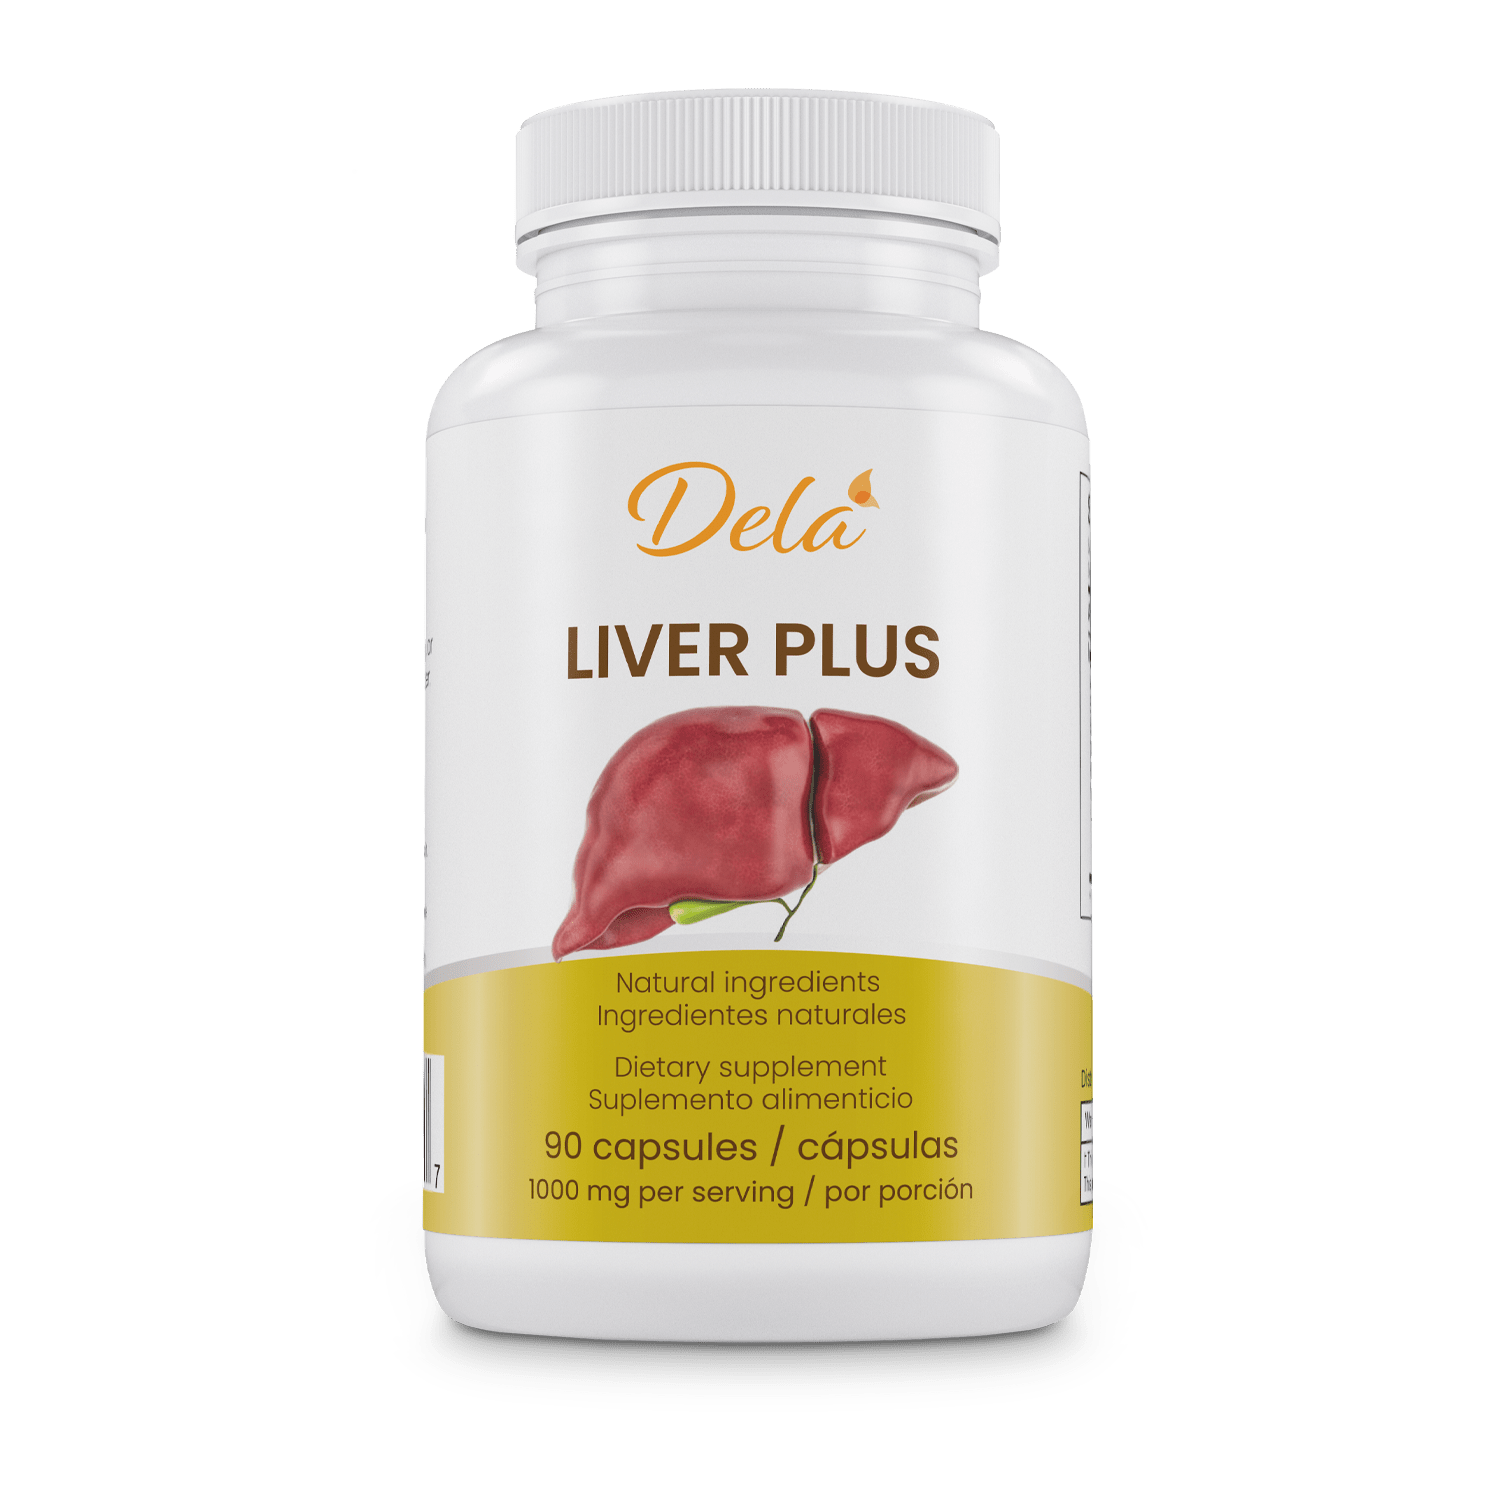 Dela
LIVER PLUS
Natural ingredients
Ingredientes naturales
Dietary supplement
Suplemento alimenticio
90 capsules / cápsulas
1000 mg per serving / por porción
7